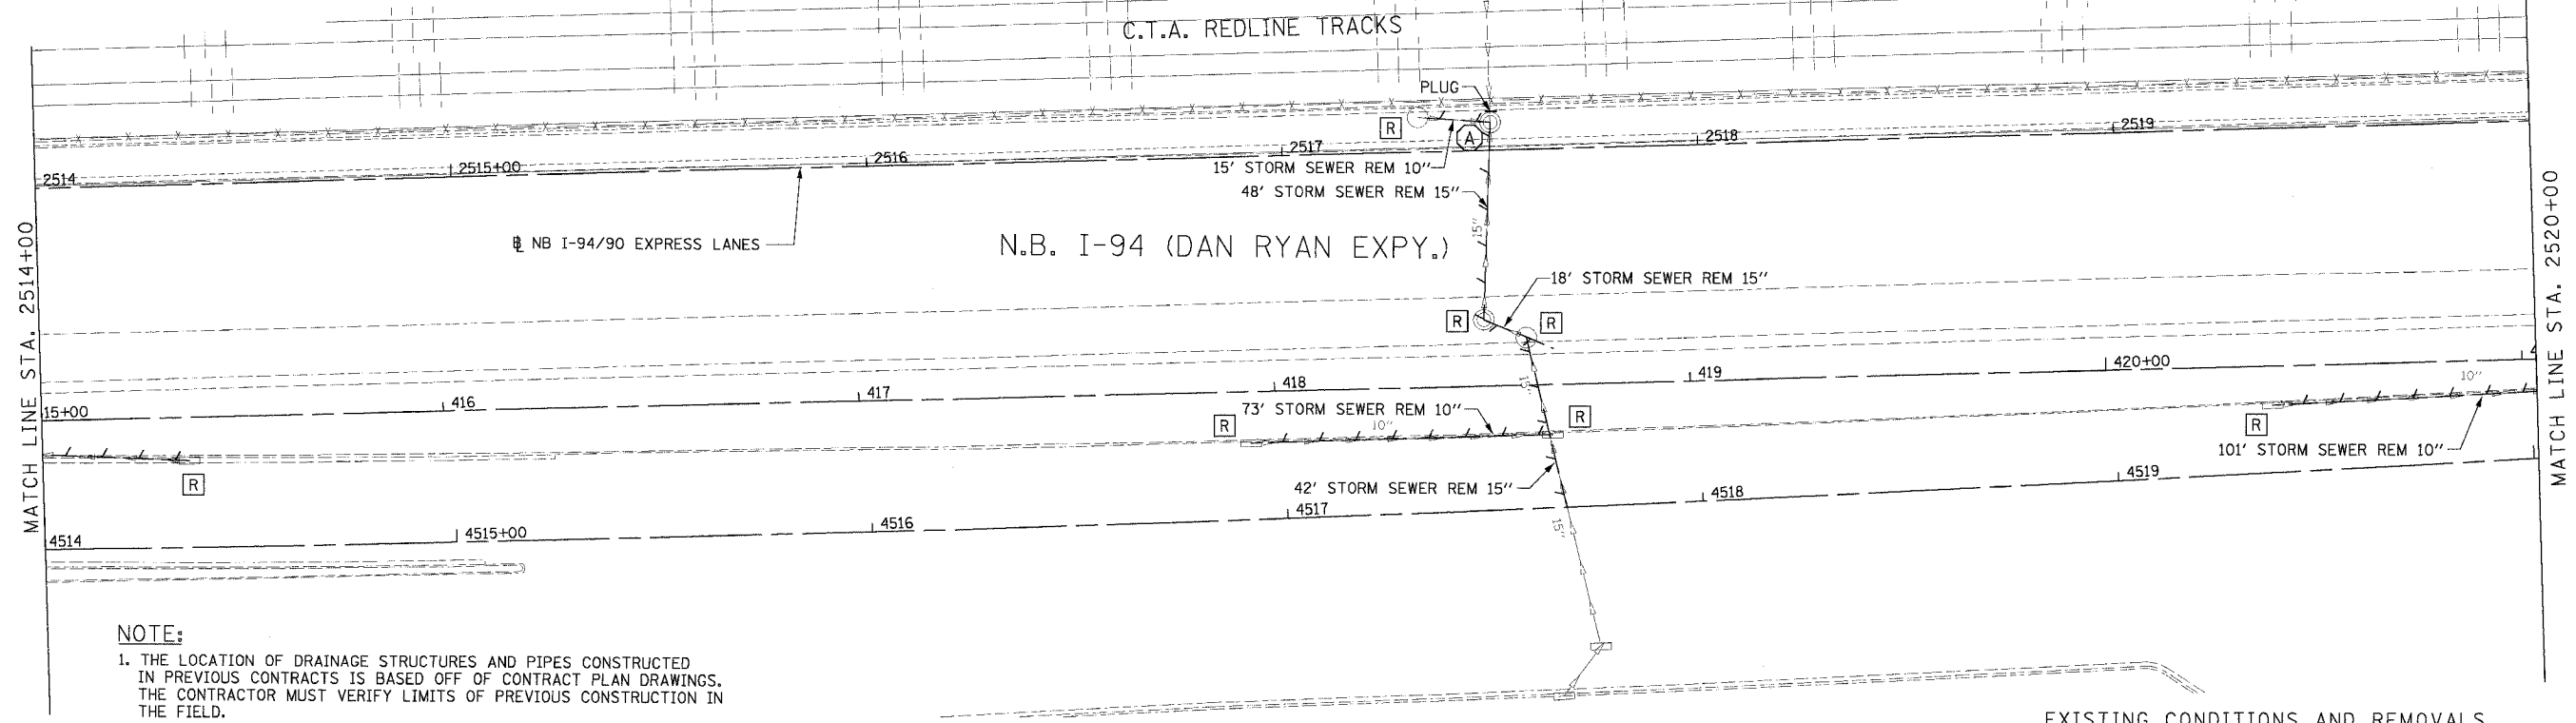 C.T.A. REDLINE TRACKS
PLUG
R
A
2514
2515+00
2516
2517
2518
2519
15' STORM SEWER REM 10"
48' STORM SEWER REM 15"
15"
℄ NB I-94/90 EXPRESS LANES
N.B. I-94 (DAN RYAN EXPY.)
18' STORM SEWER REM 15"
R
R
MATCH LINE STA. 2514+00
MATCH LINE STA. 2520+00
15+00
416
417
418
419
420+00
4
15"
10"
73' STORM SEWER REM 10"
10"
R
R
R
R
101' STORM SEWER REM 10"
42' STORM SEWER REM 15"
15"
4514
4515+00
4516
4517
4518
4519
NOTE:
1. THE LOCATION OF DRAINAGE STRUCTURES AND PIPES CONSTRUCTED
IN PREVIOUS CONTRACTS IS BASED OFF OF CONTRACT PLAN DRAWINGS.
THE CONTRACTOR MUST VERIFY LIMITS OF PREVIOUS CONSTRUCTION IN
THE FIELD.
EXISTING CONDITIONS AND REMOVALS